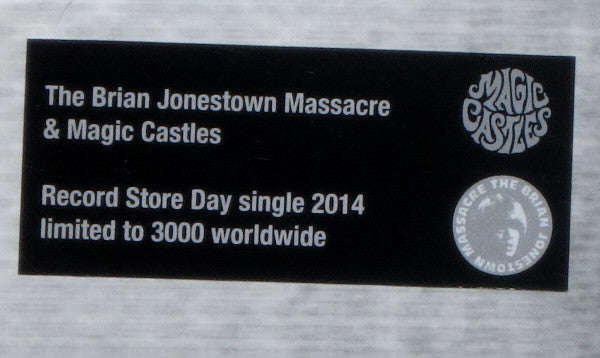 The Brian Jonestown Massacre
& Magic Castles
MAGIC
CASTLES
Record Store Day single 2014
limited to 3000 worldwide
THE BRIAN JONESTOWN MASSACRE